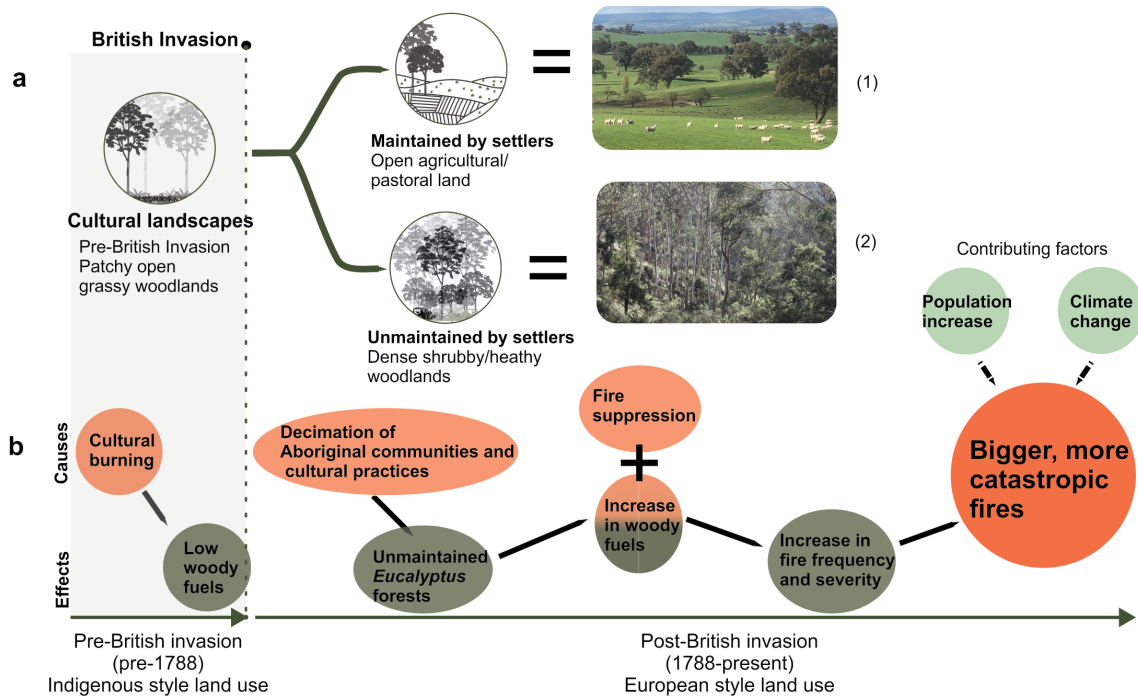 British Invasion
a
Cultural landscapes
Pre-British Invasion
Patchy open
grassy woodlands
Maintained by settlers
Open agricultural/
pastoral land
(1)
Unmaintained by settlers
Dense shrubby/heathy
woodlands
(2)
Contributing factors
Population
increase
Climate
change
b
Causes
Effects
Cultural
burning
Low
woody
fuels
Decimation of
Aboriginal communities and
cultural practices
Unmaintained
Eucalyptus
forests
Fire
suppression
+
Increase
in woody
fuels
Increase in
fire frequency
and severity
Bigger, more
catastropic
fires
Pre-British invasion
(pre-1788)
Indigenous style land use
Post-British invasion
(1788-present)
European style land use